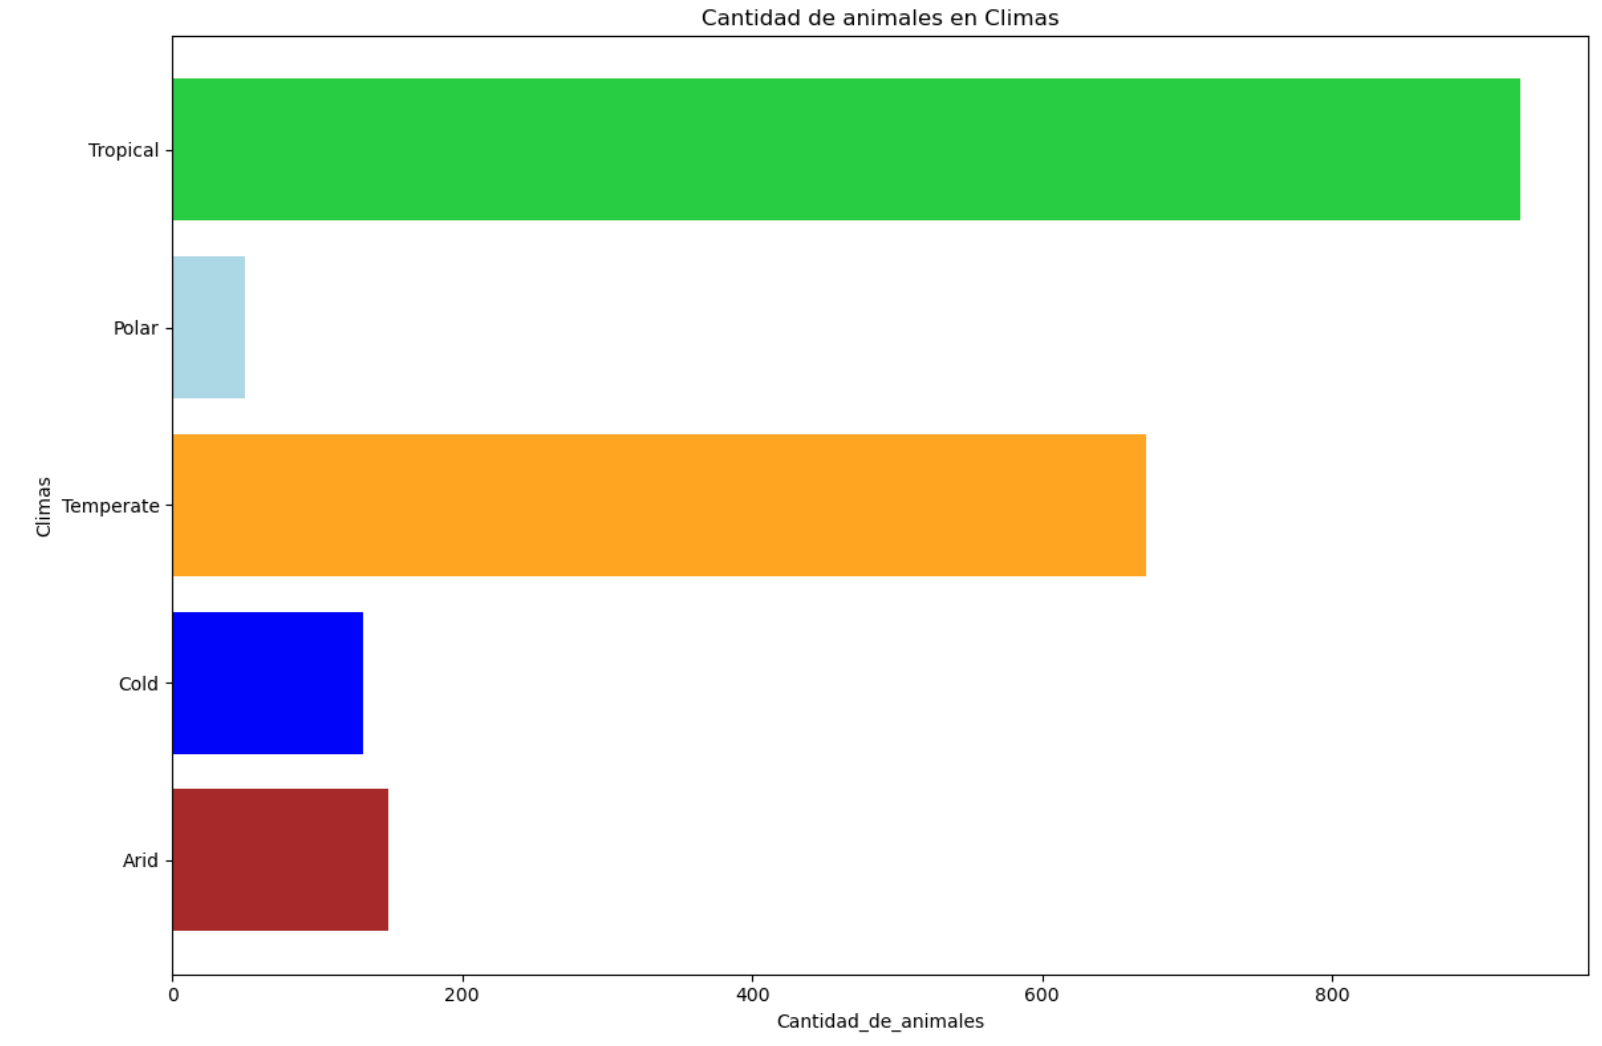 Cantidad de animales en Climas
Tropical
Polar
Temperate
Cold
Arid
Climas
0 200 400 600 800
Cantidad_de_animales